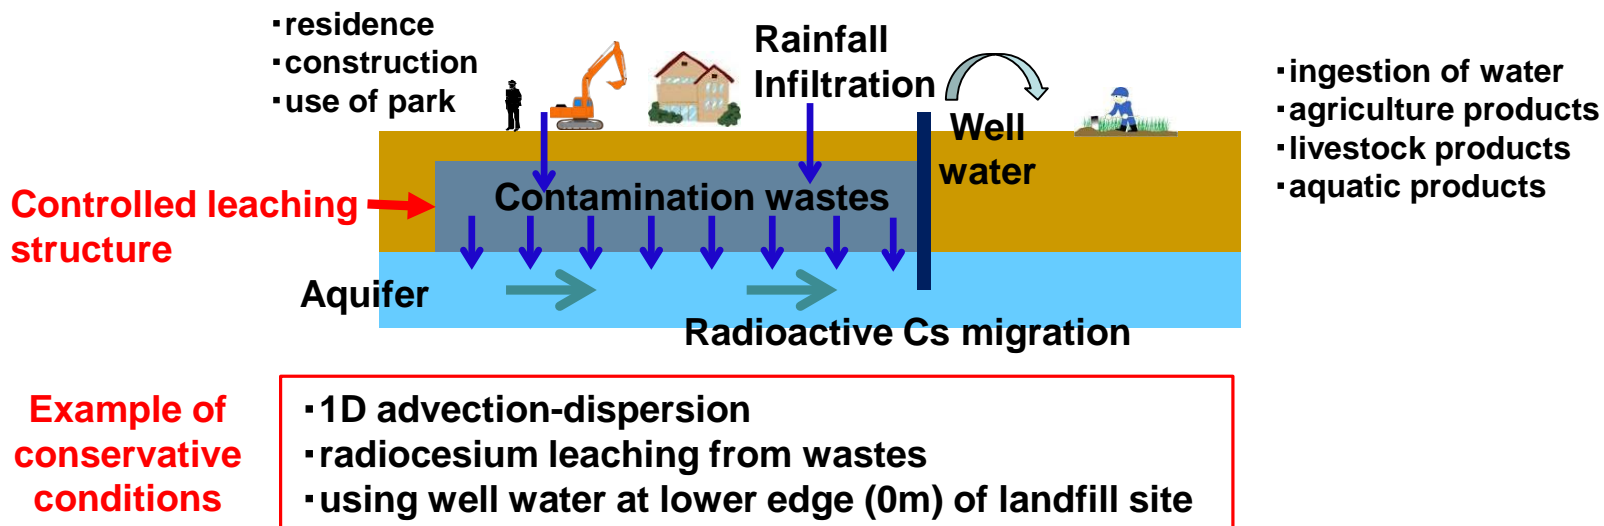 ・residence
・construction
・use of park
Rainfall
Infiltration
Well
water
・ingestion of water
・agriculture products
・livestock products
・aquatic products
Controlled leaching
structure
Contamination wastes
Aquifer
Radioactive Cs migration
Example of
conservative
conditions
・1D advection-dispersion
・radiocesium leaching from wastes
・using well water at lower edge (0m) of landfill site